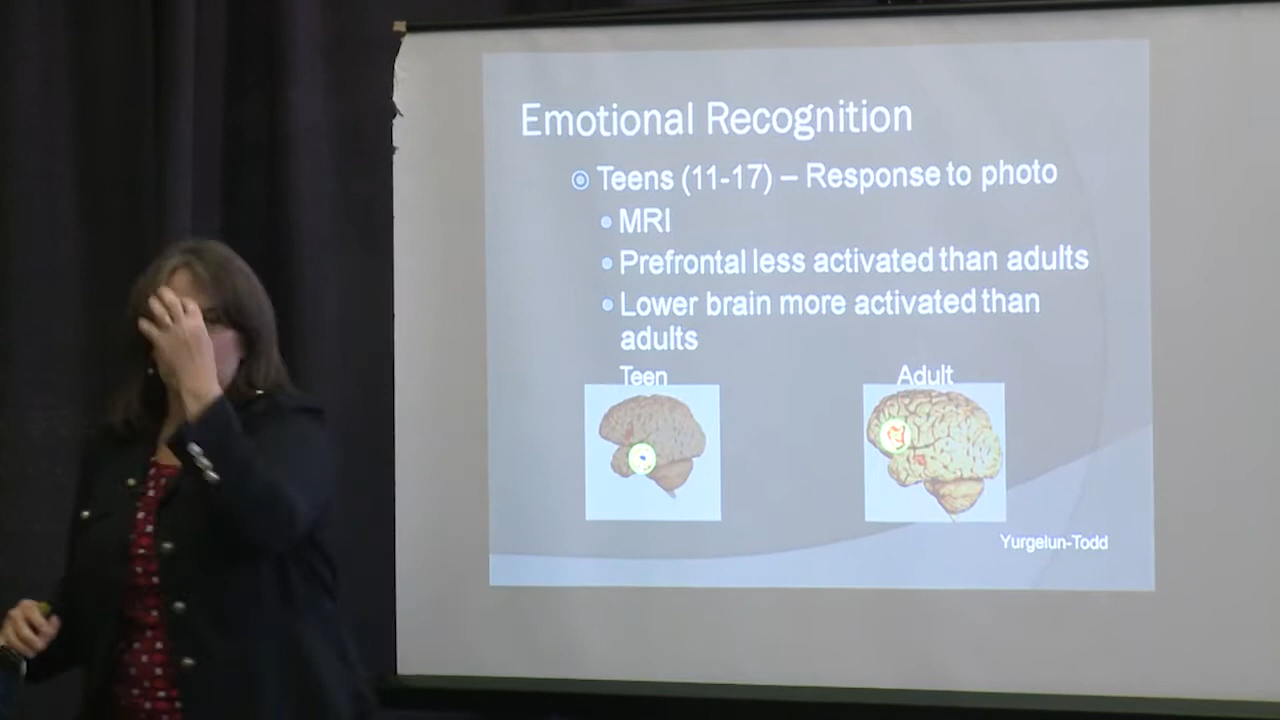 Emotional Recognition
Teens (11-17) – Response to photo
MRI
Prefrontal less activated than adults
Lower brain more activated than
adults
Teen
Adult
Yurgelun-Todd